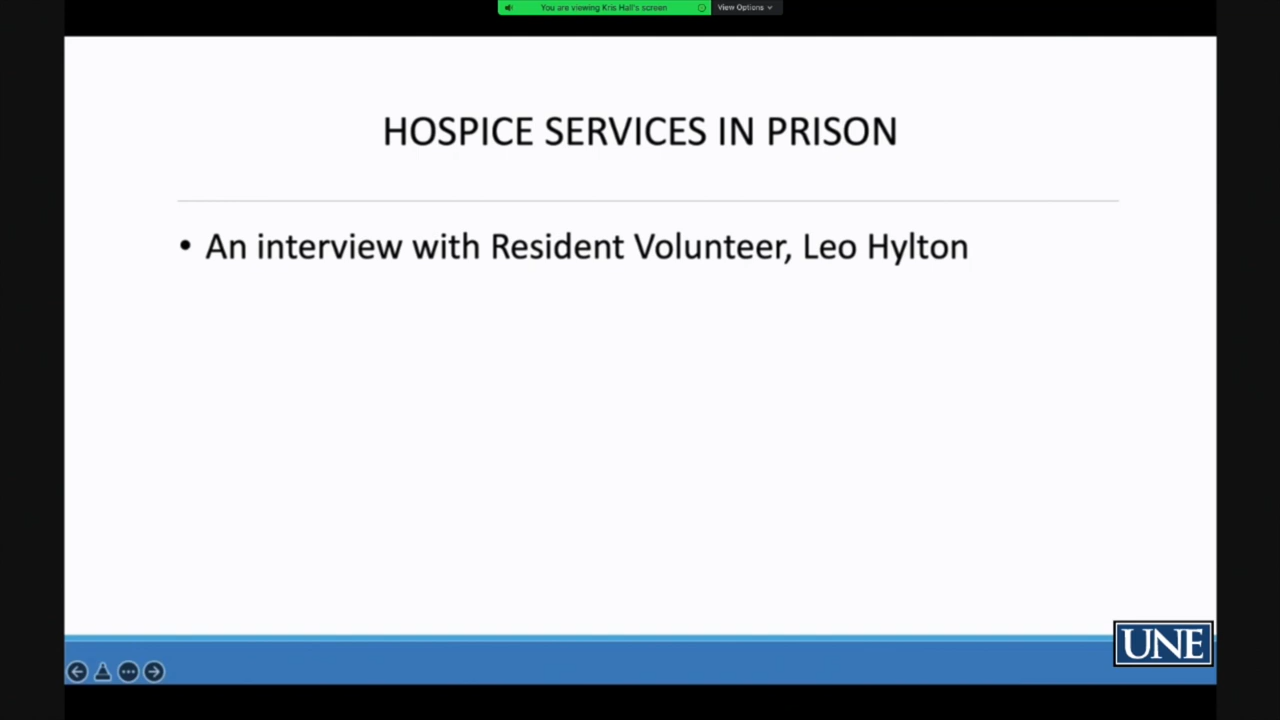 You are viewing Kris Hall's screen View Options
HOSPICE SERVICES IN PRISON
• An interview with Resident Volunteer, Leo Hylton
UNE